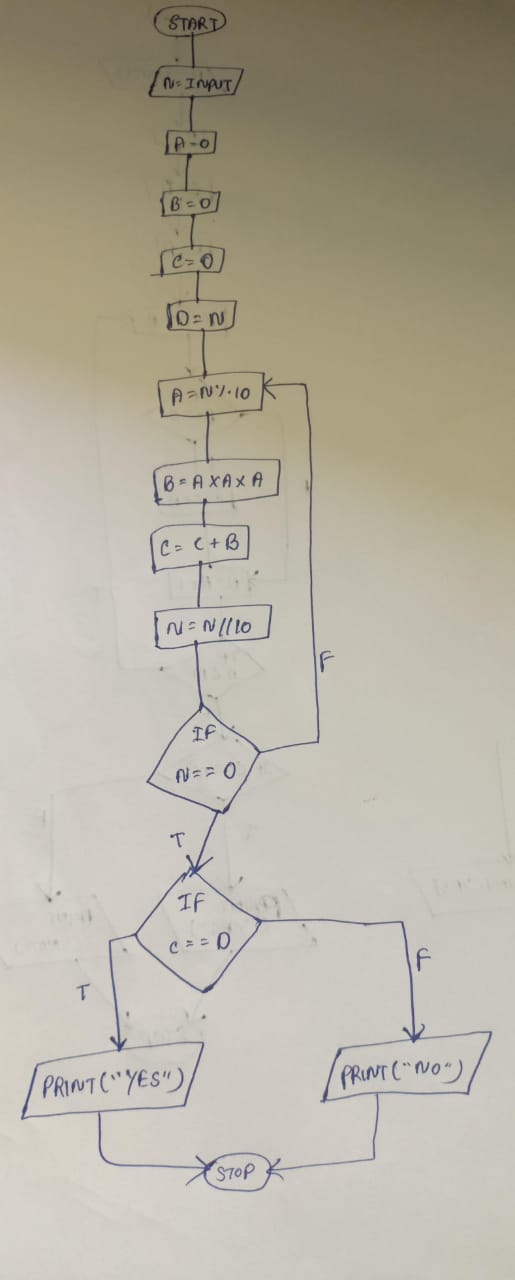 START
N=INPUT
A=0
B=0
C=0
D=N
A=N%10
B=A×A×A
C=C+B
N=N//10
IF
N==0
F
T
IF
C==D
T
F
PRINT("YES")
PRINT("NO")
STOP